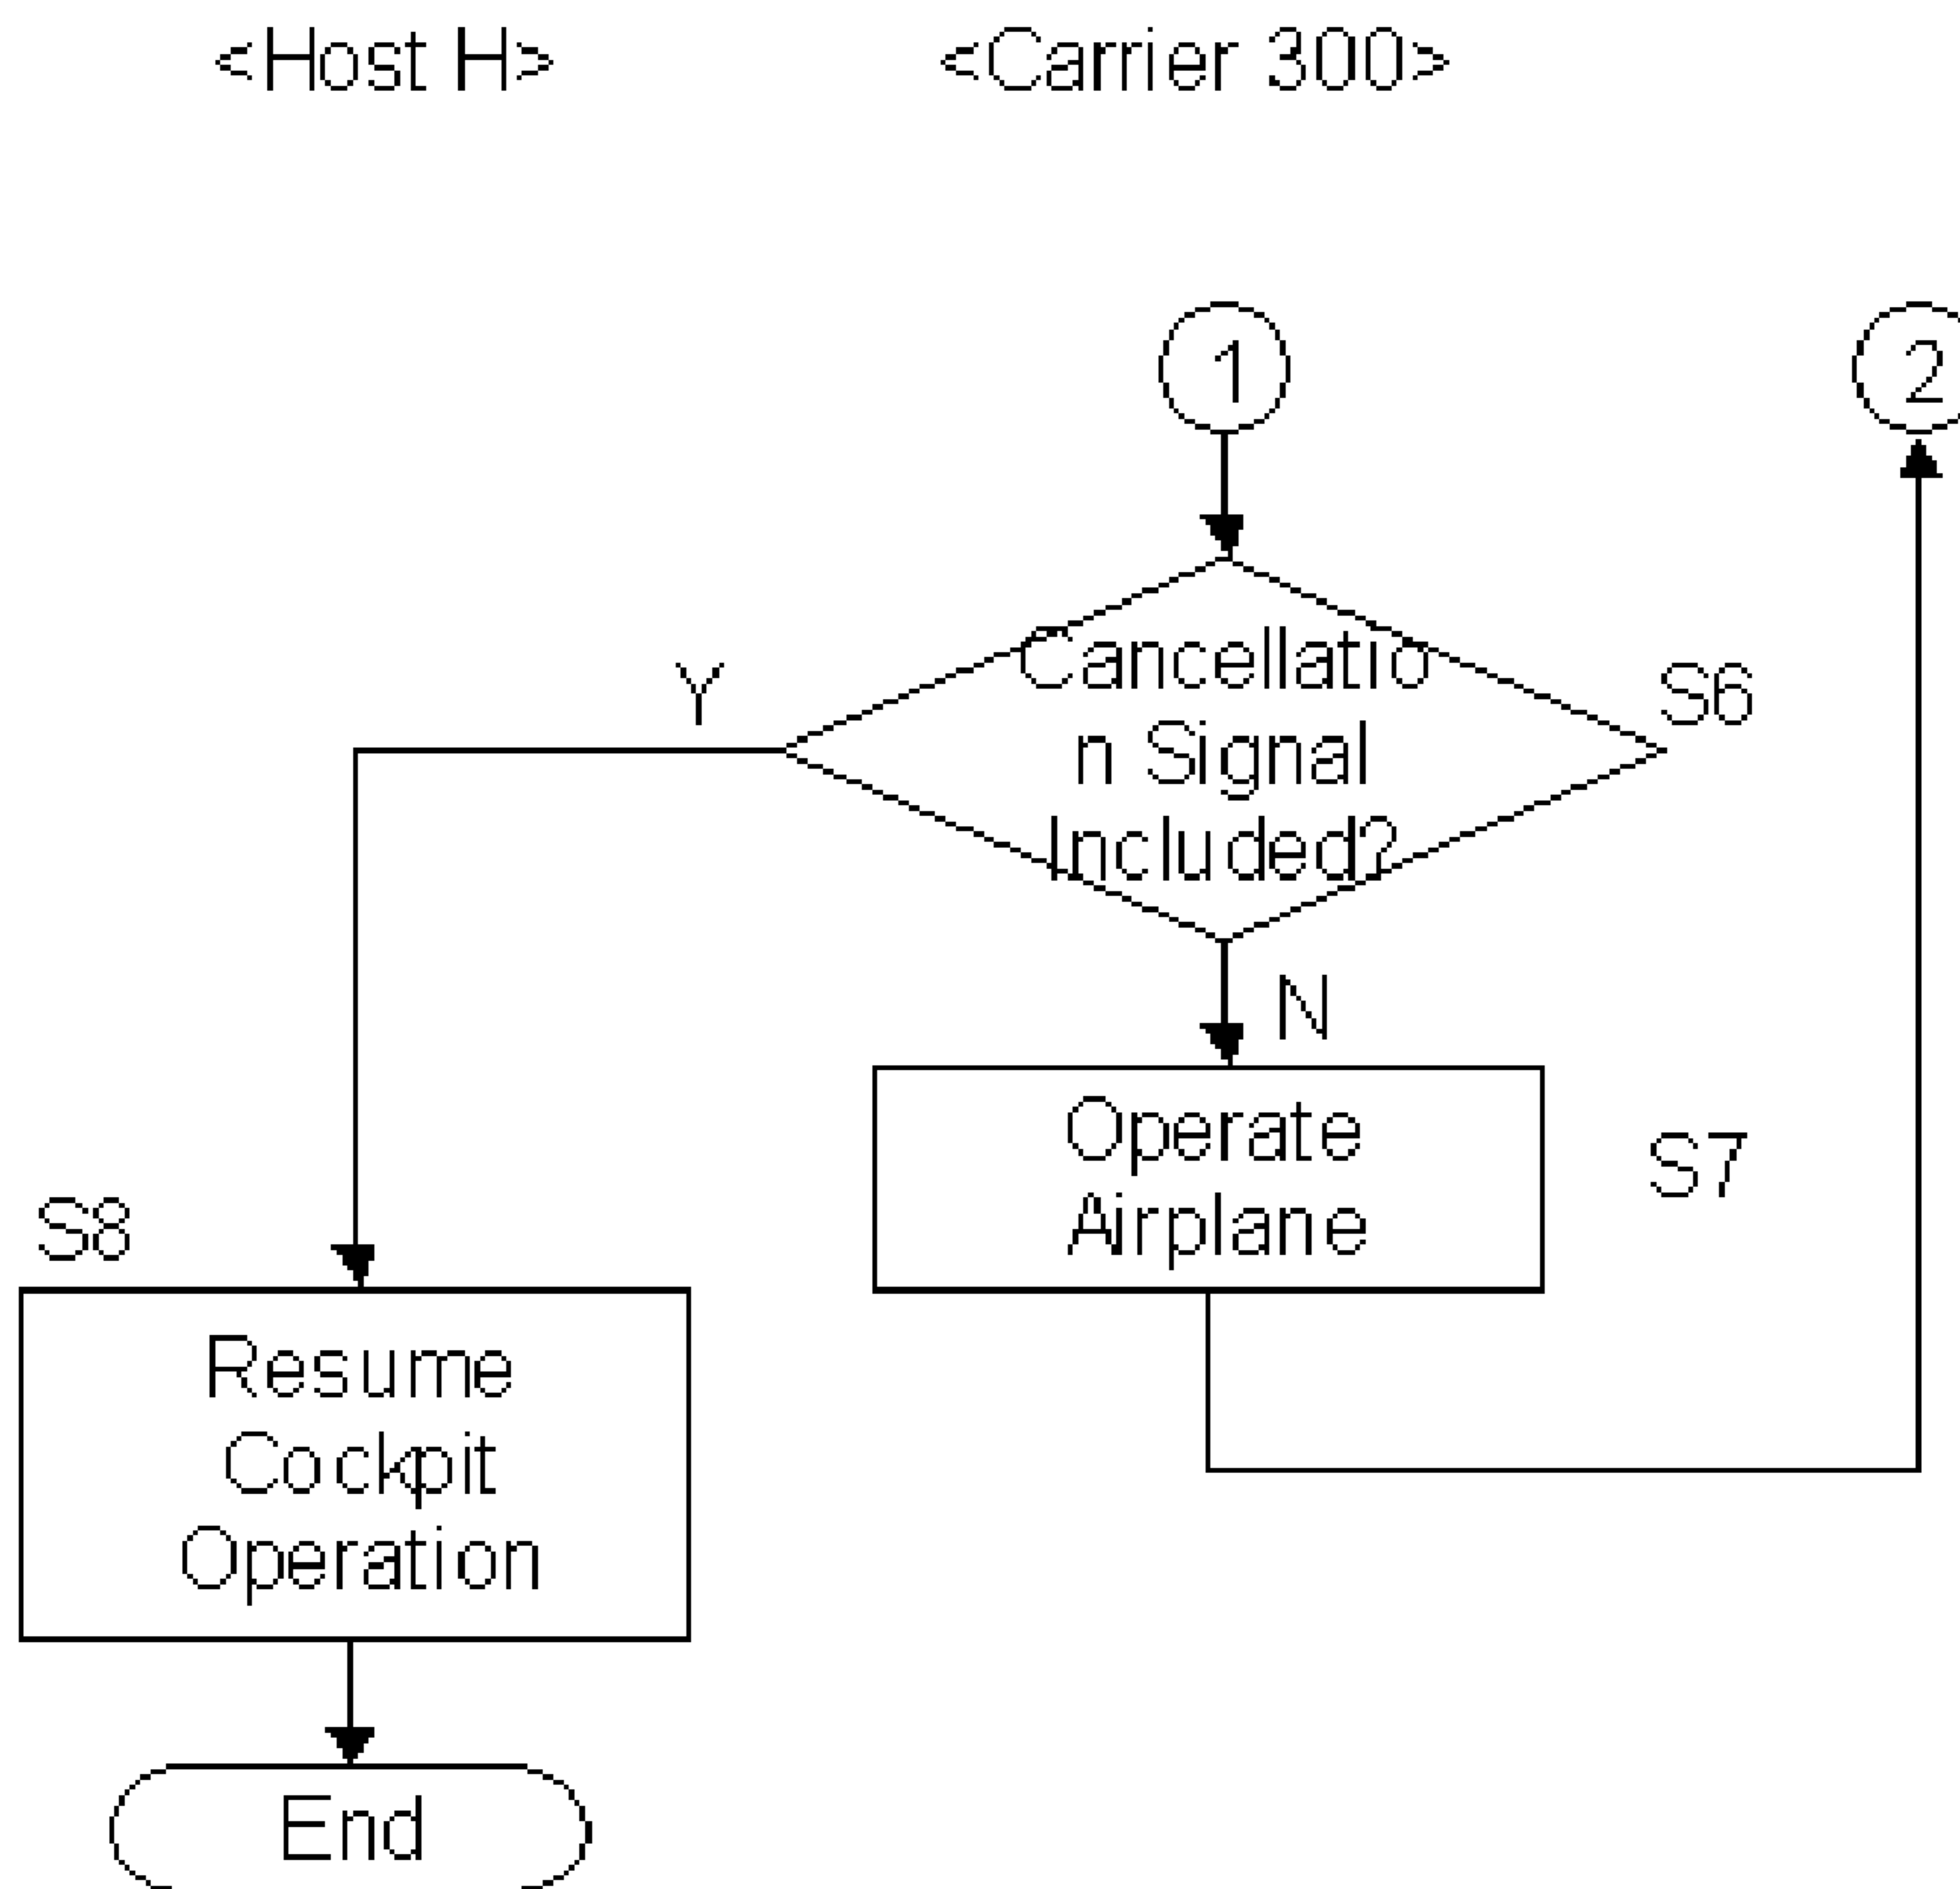 <Host H>
<Carrier 300>
1
2
Cancellatio
n Signal
Included?
Y
S6
N
Operate
Airplane
S7
S8
Resume
Cockpit
Operation
End